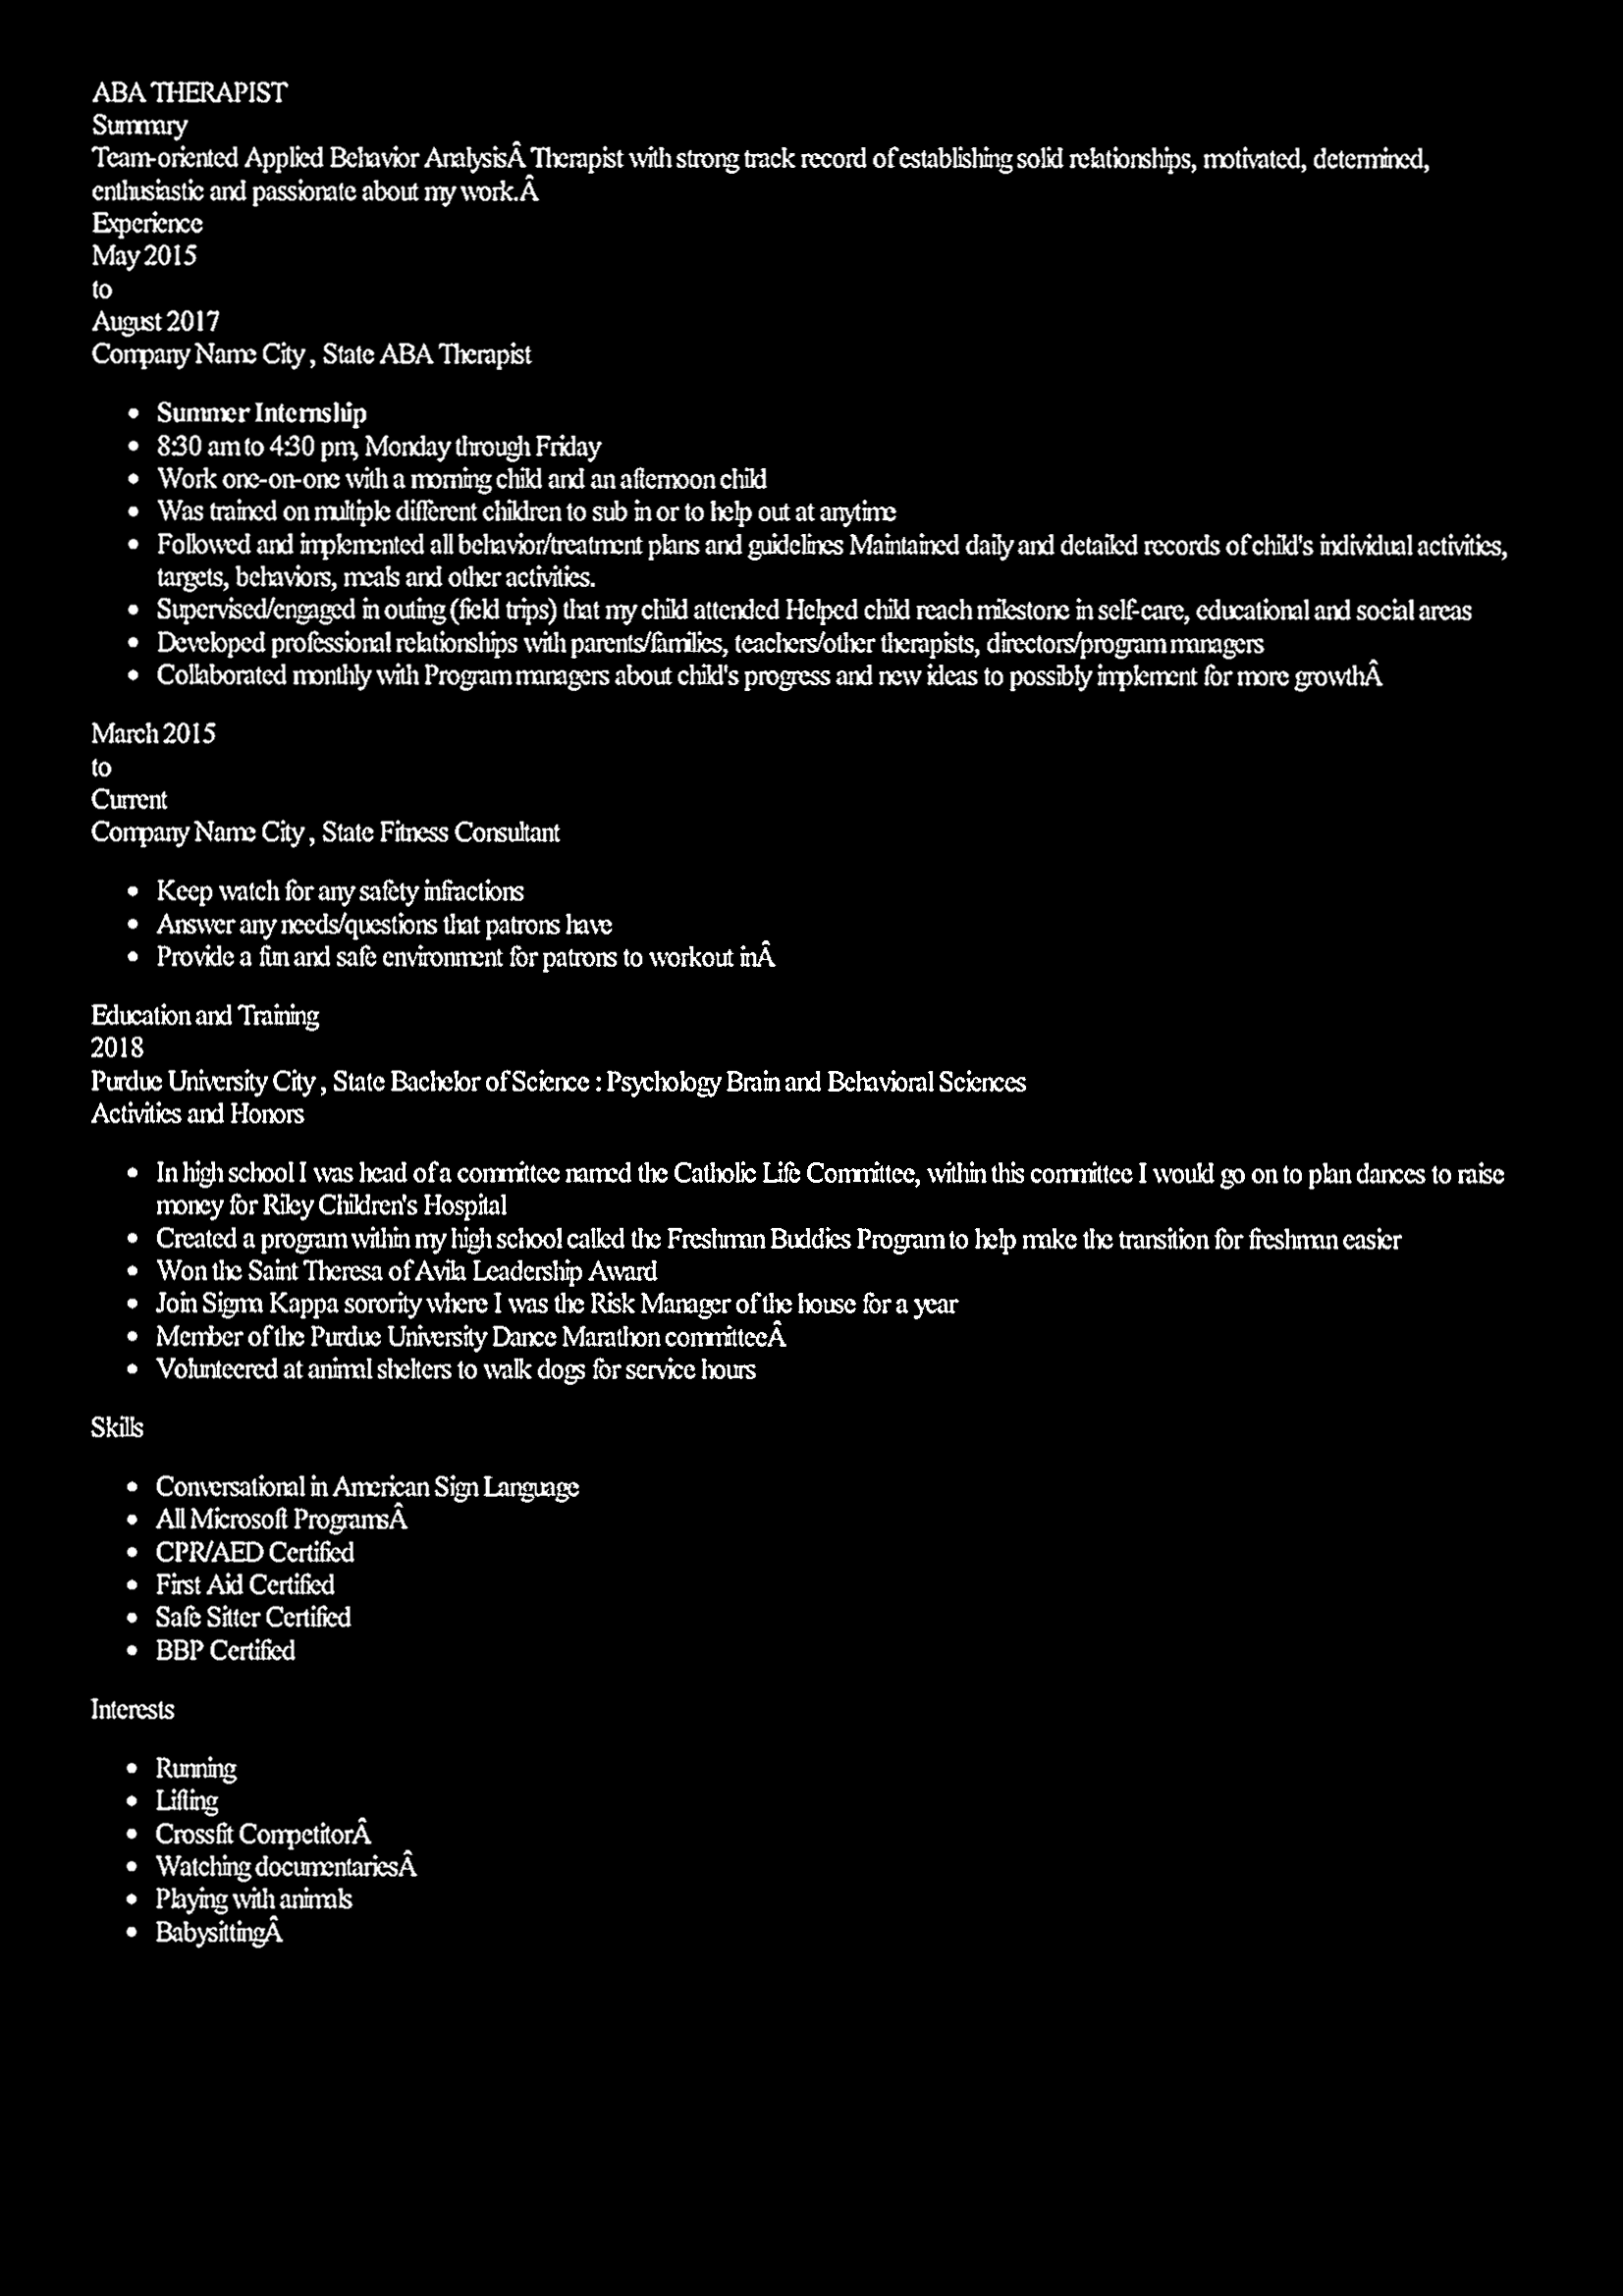 ABA THERAPIST
Summary
Team-oriented Applied Behavior AnalysisÂ Therapist with strong track record of establishing solid relationships, motivated, determined,
enthusiastic and passionate about my work.Â
Experience
May 2015
to
August 2017
Company Name City , State ABA Therapist
• Summer Internship
• 8:30 am to 4:30 pm, Monday through Friday
• Work one-on-one with a morning child and an afternoon child
• Was trained on multiple different children to sub in or to help out at anytime
• Followed and implemented all behavior/treatment plans and guidelines Maintained daily and detailed records of child's individual activities,
targets, behaviors, meals and other activities.
• Supervised/engaged in outing (field trips) that my child attended Helped child reach milestone in self-care, educational and social areas
• Developed professional relationships with parents/families, teachers/other therapists, directors/program managers
• Collaborated monthly with Program managers about child's progress and new ideas to possibly implement for more growthÂ
March 2015
to
Current
Company Name City , State Fitness Consultant
• Keep watch for any safety infractions
• Answer any needs/questions that patrons have
• Provide a fun and safe environment for patrons to workout inÂ
Education and Training
2018
Purdue University City , State Bachelor of Science : Psychology Brain and Behavioral Sciences
Activities and Honors
• In high school I was head of a committee named the Catholic Life Committee, within this committee I would go on to plan dances to raise
money for Riley Children's Hospital
• Created a program within my high school called the Freshman Buddies Program to help make the transition for freshman easier
• Won the Saint Theresa of Avila Leadership Award
• Join Sigma Kappa sorority where I was the Risk Manager of the house for a year
• Member of the Purdue University Dance Marathon committeeÂ
• Volunteered at animal shelters to walk dogs for service hours
Skills
• Conversational in American Sign Language
• All Microsoft ProgramsÂ
• CPR/AED Certified
• First Aid Certified
• Safe Sitter Certified
• BBP Certified
Interests
• Running
• Lifting
• Crossfit CompetitorÂ
• Watching documentariesÂ
• Playing with animals
• BabysittingÂ